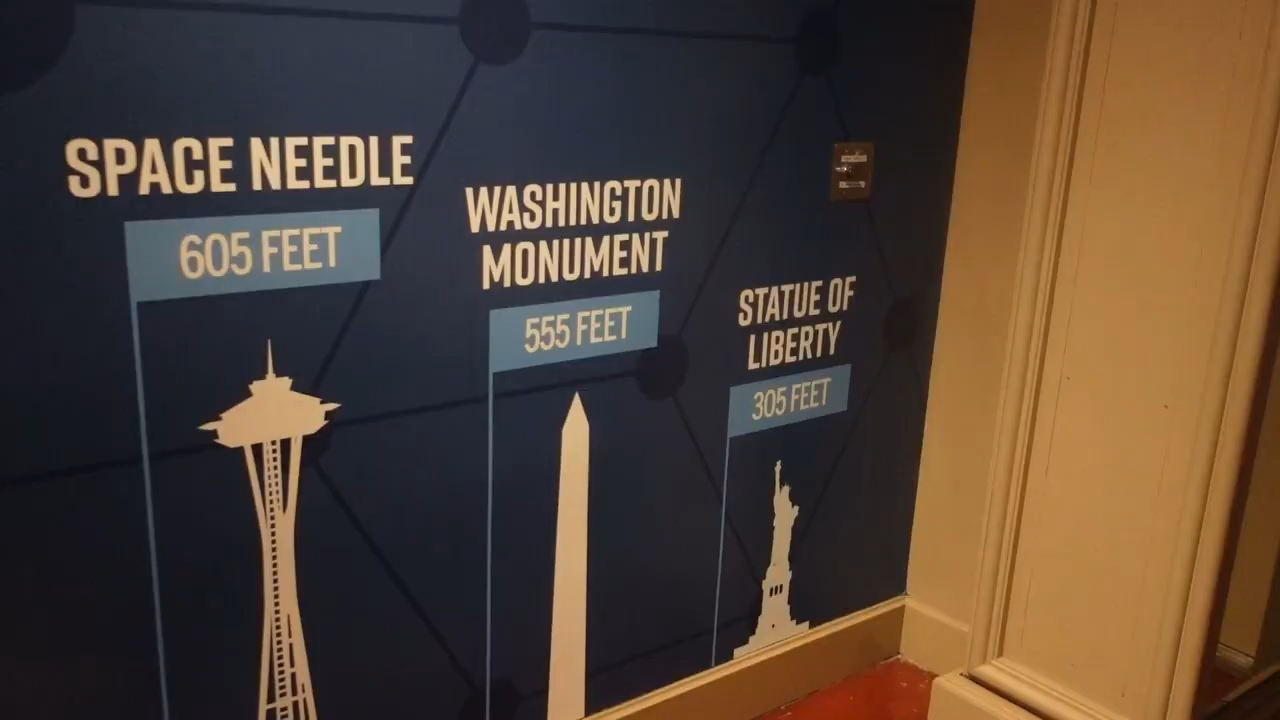 SPACE NEEDLE
605 FEET
WASHINGTON
MONUMENT
555 FEET
STATUE OF
LIBERTY
305 FEET